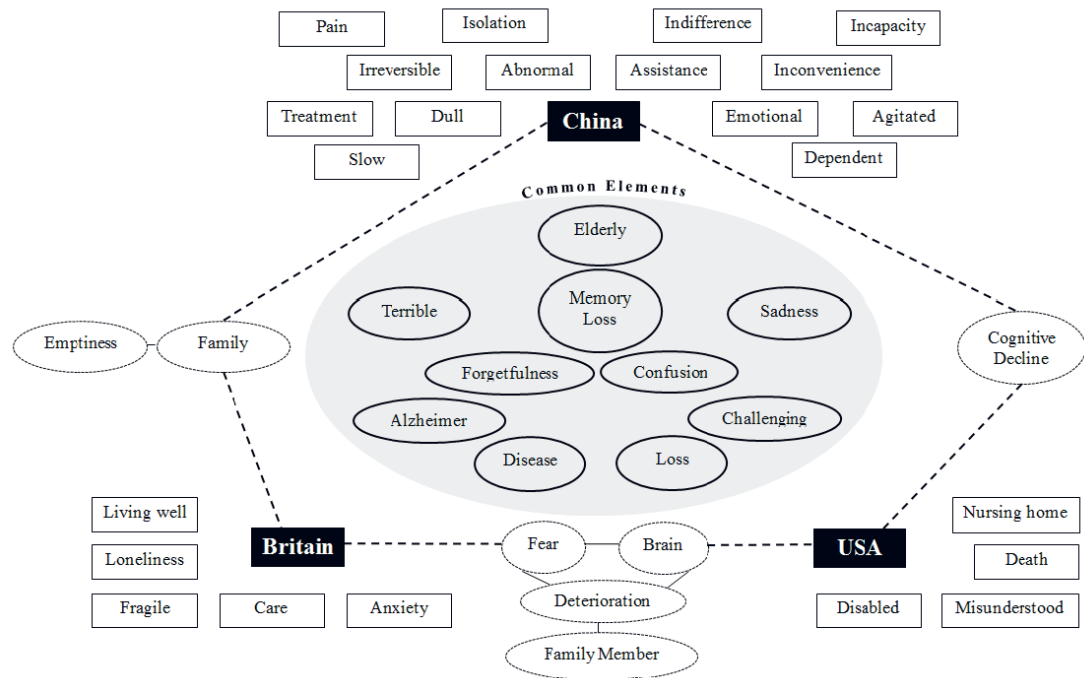 Pain
Isolation
Indifference
Incapacity
Irreversible
Abnormal
Assistance
Inconvenience
Treatment
Dull
China
Emotional
Agitated
Slow
Dependent
Common Elements
Elderly
Terrible
Memory
Loss
Sadness
Emptiness
Family
Cognitive
Decline
Forgetfulness
Confusion
Alzheimer
Challenging
Disease
Loss
Living well
Nursing home
Britain
Fear
Brain
USA
Loneliness
Death
Fragile
Care
Anxiety
Deterioration
Disabled
Misunderstood
Family Member